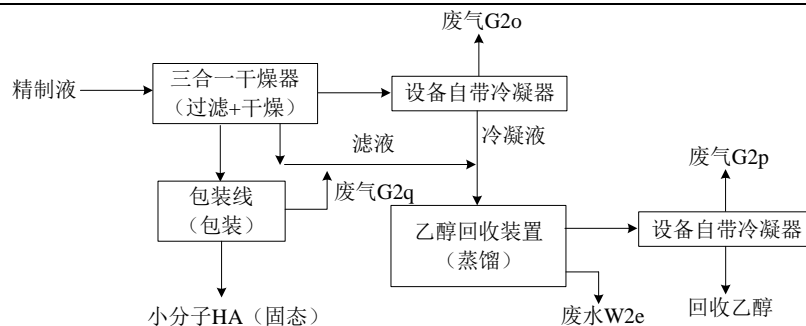 废气G2o
精制液
三合一干燥器
（过滤+干燥）
设备自带冷凝器
滤液
冷凝液
废气G2p
包装线
（包装）
废气G2q
乙醇回收装置
（蒸馏）
设备自带冷凝器
小分子HA（固态）
废水W2e
回收乙醇